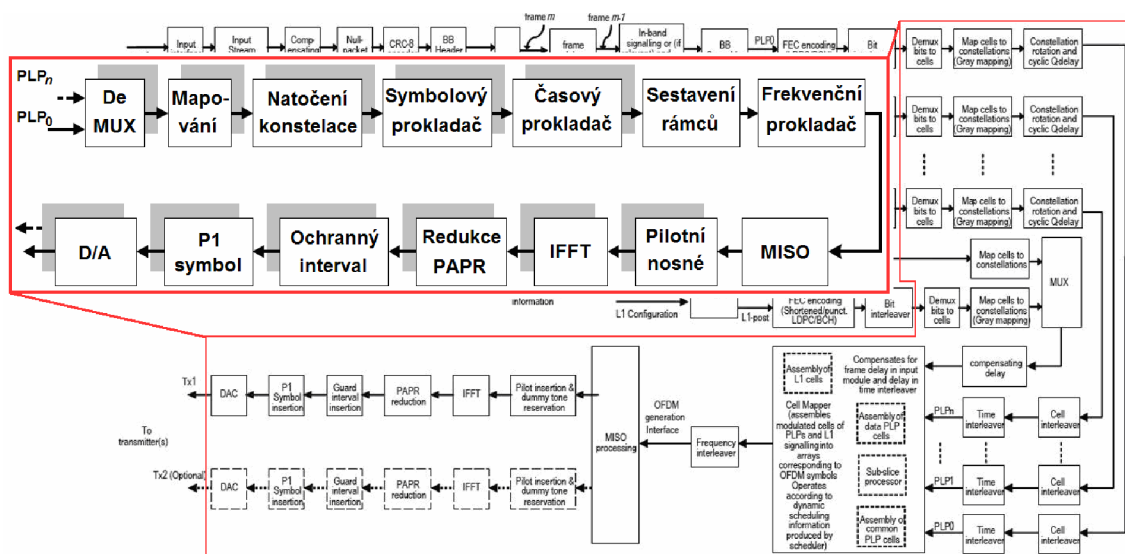 frame m
frame m-1
Input
Input
Stream
Com-
pensating
Null-
packet
CRC-8
BB
Header
frame
In-band
signalling or (if
BB
PLP0
FEC encoding
Bit
PLPn
PLP0
De
MUX
Mapo-
vání
Natočení
konstelace
Symbolový
prokladač
Časový
prokladač
Sestavení
rámců
Frekvenční
prokladač
D/A
P1
symbol
Ochranný
interval
Redukce
PAPR
IFFT
Pilotní
nosné
MISO
Demux
bits to
cells
Map cells to
constellations
(Gray mapping)
Constellation
rotation and
cyclic Q-delay
Demux
bits to
cells
Map cells to
constellations
(Gray mapping)
Constellation
rotation and
cyclic Q-delay
Demux
bits to
cells
Map cells to
constellations
(Gray mapping)
Constellation
rotation and
cyclic Q-delay
Map cells to
constellations
MUX
information
L1 Configuration
L1-post
FEC encoding
(Shortened/punct.
LDPC/BCH)
Bit
interleaver
Demux
bits to
cells
Map cells to
constellations
(Gray mapping)
compensating
delay
Tx1
DAC
P1
Symbol
insertion
Guard
interval
insertion
PAPR
reduction
IFFT
Pilot insertion &
dummy tone
reservation
To
transmitter(s)
Tx2 (Optional)
DAC
P1
Symbol
insertion
Guard
interval
insertion
PAPR
reduction
IFFT
Pilot insertion &
dummy tone
reservation
MISO
processing
OFDM
generation
Interface
Frequency
interleaver
Assembly of
L1 cells
Compensates for
frame delay in input
module and delay in
time interleaver
Cell Mapper
(assembles
modulated cells of
PLPs and L1
signalling into
arrays
corresponding to
OFDM symbols
Operates
according to
dynamic
scheduling
information
produced by
scheduler)
Assembly of
data PLP
cells
Sub-slice
processor
Assembly of
common
PLP cells
PLPn
Time
interleaver
Cell
interleaver
PLP1
Time
interleaver
Cell
interleaver
PLP0
Time
interleaver
Cell
interleaver